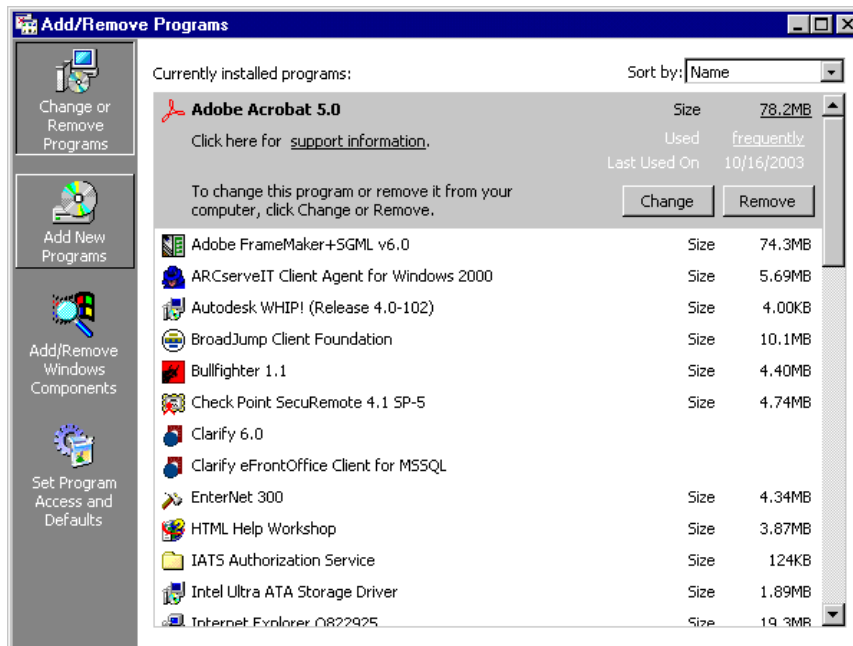 Add/Remove Programs
Change or
Remove
Programs
Add New
Programs
Add/Remove
Windows
Components
Set Program
Access and
Defaults
Currently installed programs:
Sort by: Name
Adobe Acrobat 5.0 Size 78.2MB
Click here for support information. Used frequently
Last Used On 10/16/2003
To change this program or remove it from your
computer, click Change or Remove.
Change Remove
Adobe FrameMaker+SGML v6.0 Size 74.3MB
ARCserveIT Client Agent for Windows 2000 Size 5.69MB
Autodesk WHIP! (Release 4.0-102) Size 4.00KB
BroadJump Client Foundation Size 10.1MB
Bullfighter 1.1 Size 4.40MB
Check Point SecuRemote 4.1 SP-5 Size 4.74MB
Clarify 6.0
Clarify eFrontOffice Client for MSSQL
EnterNet 300 Size 4.34MB
HTML Help Workshop Size 3.87MB
IATS Authorization Service Size 124KB
Intel Ultra ATA Storage Driver Size 1.89MB
Internet Explorer Q822925 Size 19.3MB